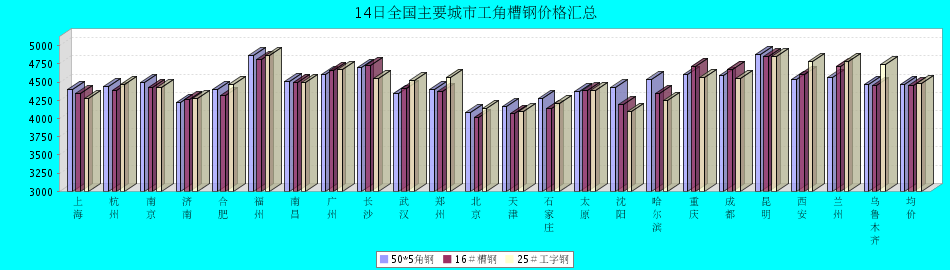 14日全国主要城市工角槽钢价格汇总
5000
4750
4500
4250
4000
3750
3500
3250
3000
上海
杭州
南京
济南
合肥
福州
南昌
广州
长沙
武汉
郑州
北京
天津
石家庄
太原
沈阳
哈尔滨
重庆
成都
昆明
西安
兰州
乌鲁木齐
均价
50*5角钢
16#槽钢
25#工字钢